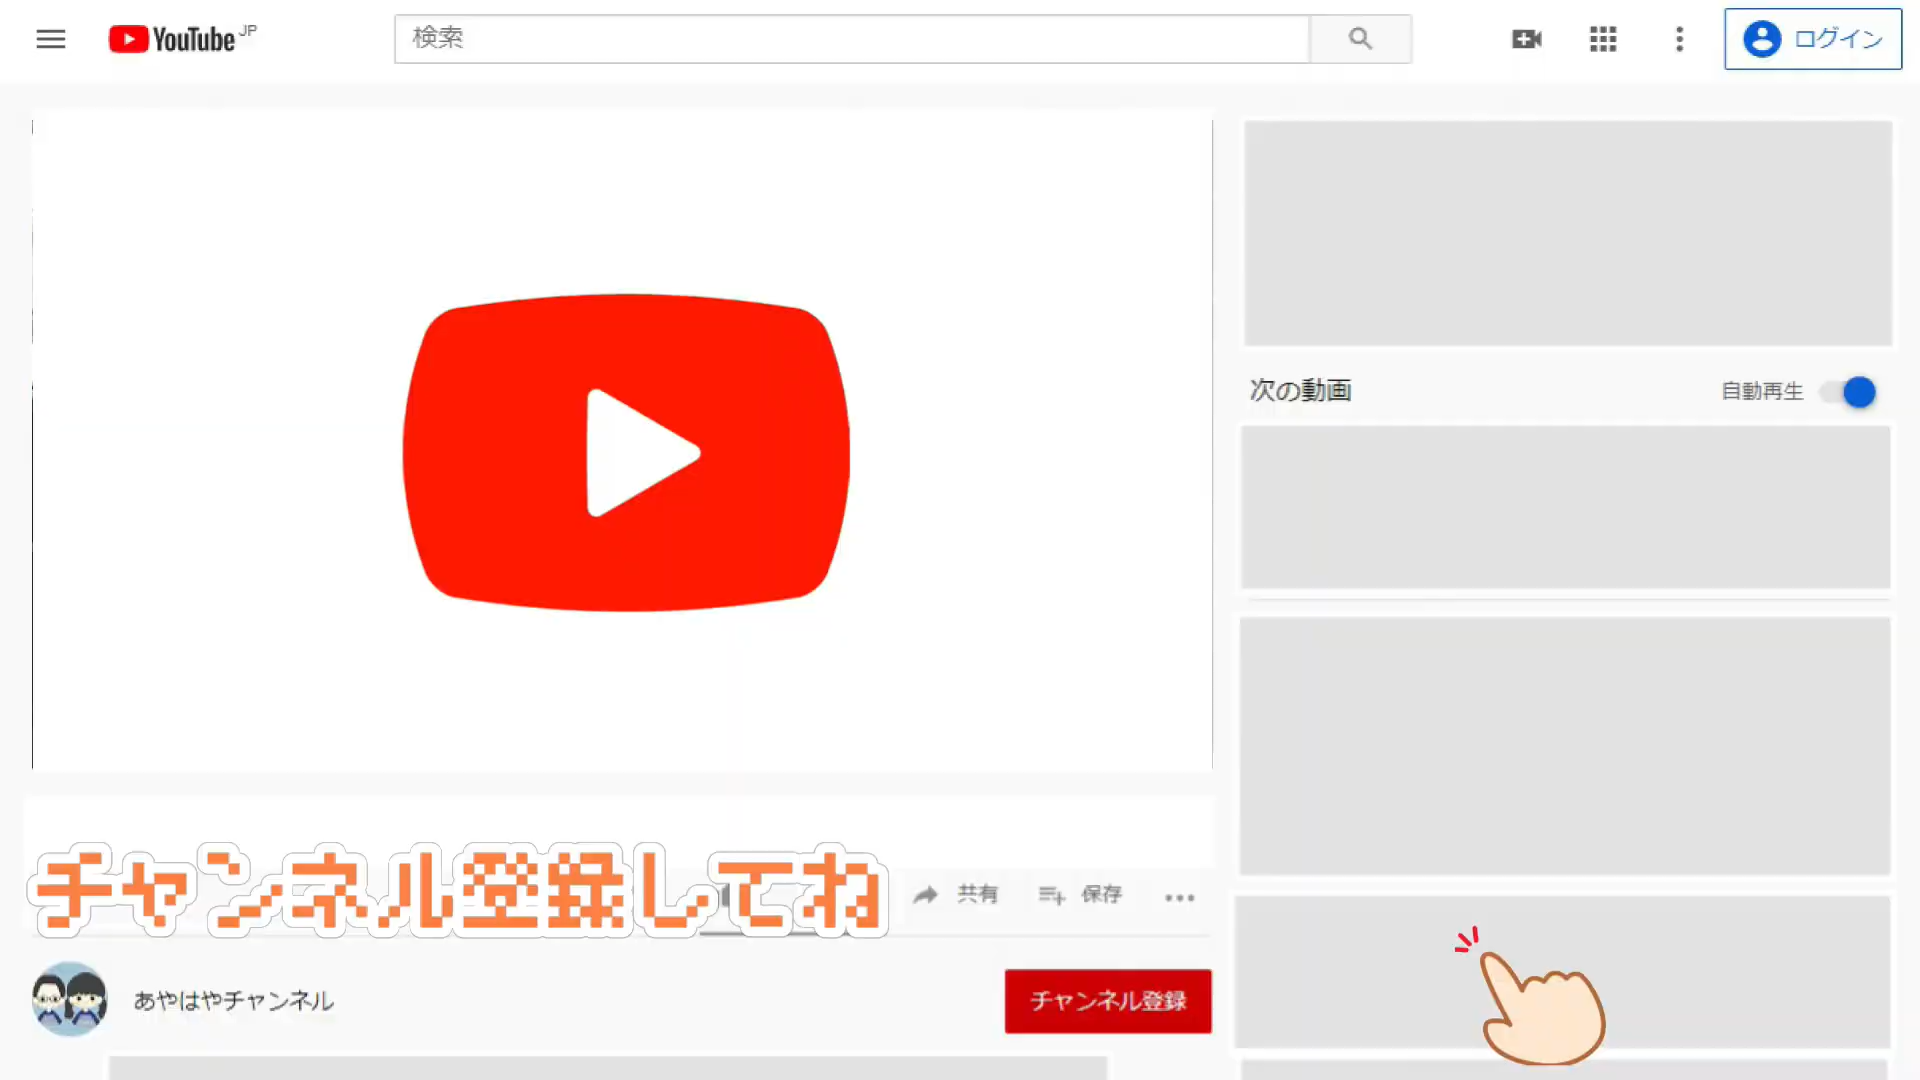 YouTube JP
検索
ログイン
次の動画
自動再生
チャンネル登録してね
共有
保存
あやはやチャンネル
チャンネル登録